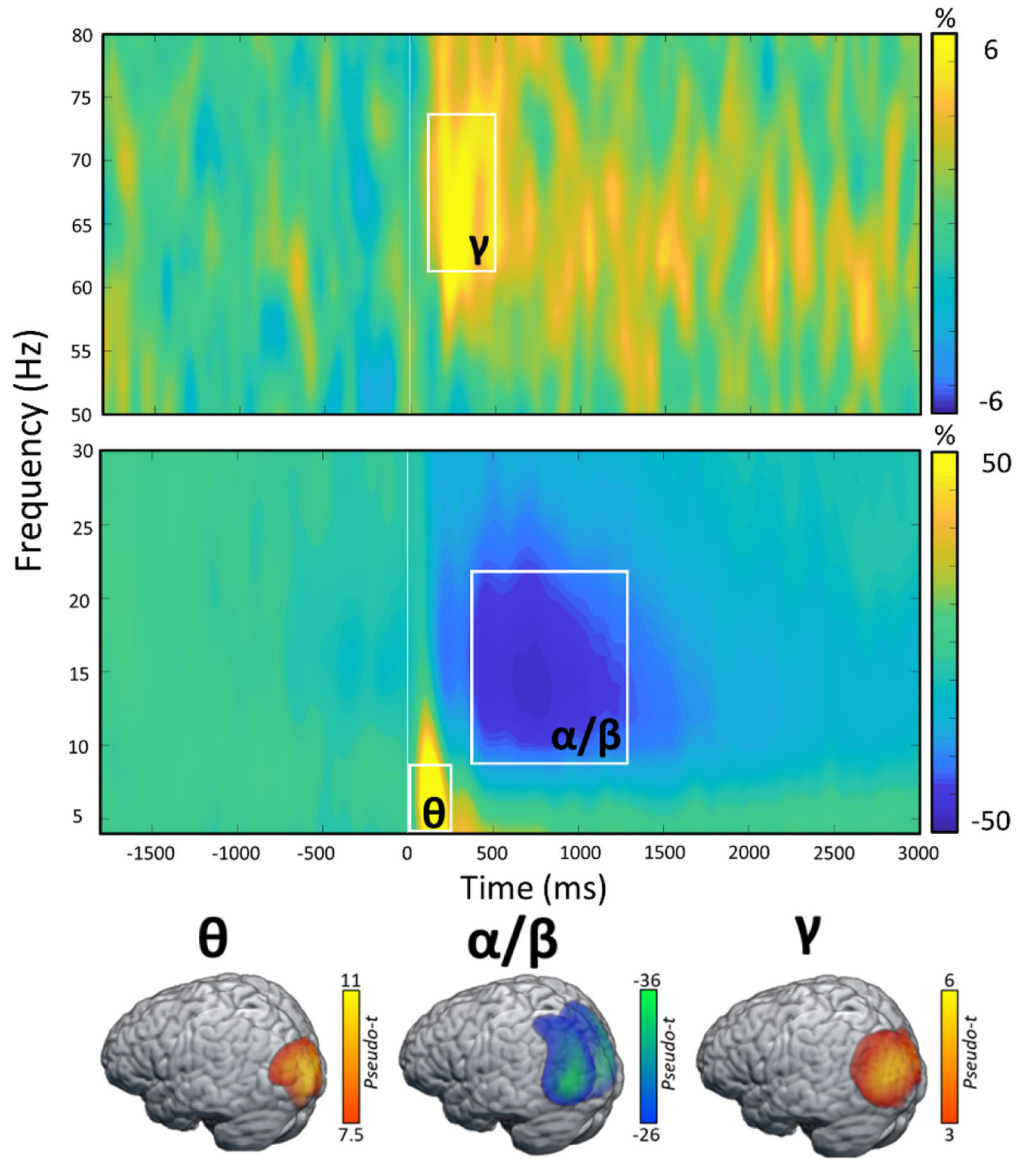 %
80
75
70
65
60
55
50
6
-6
γ
%
30
25
20
15
10
5
50
-50
α/β
θ
Frequency (Hz)
-1500 -1000 -500 0 500 1000 1500 2000 2500 3000
Time (ms)
θ α/β γ
11 -36 6
Pseudo-t Pseudo-t Pseudo-t
7.5 -26 3